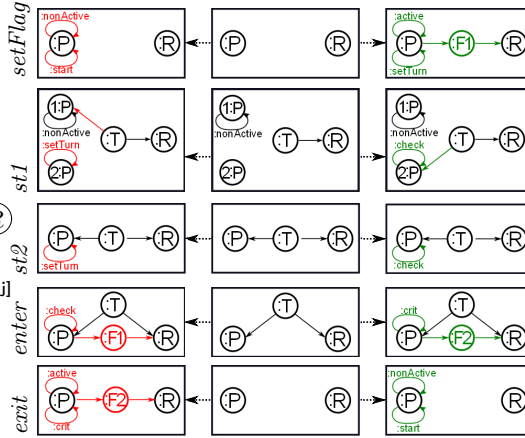 setFlag
:nonActive
:P
:R
:start
:P
:R
:active
:P
:F1
:R
:setTurn
st1
1:P
:nonActive
:setTurn
:T
:R
2:P
1:P
:nonActive
:T
:R
2:P
1:P
:nonActive
:check
:T
:R
2:P
st2
:P
:T
:R
:setTurn
:P
:T
:R
:P
:T
:R
:check
j]
enter
:T
:check
:P
:F1
:R
:T
:P
:R
:T
:crit
:P
:F2
:R
exit
:active
:P
:F2
:R
:crit
:P
:R
:nonActive
:P
:R
:start